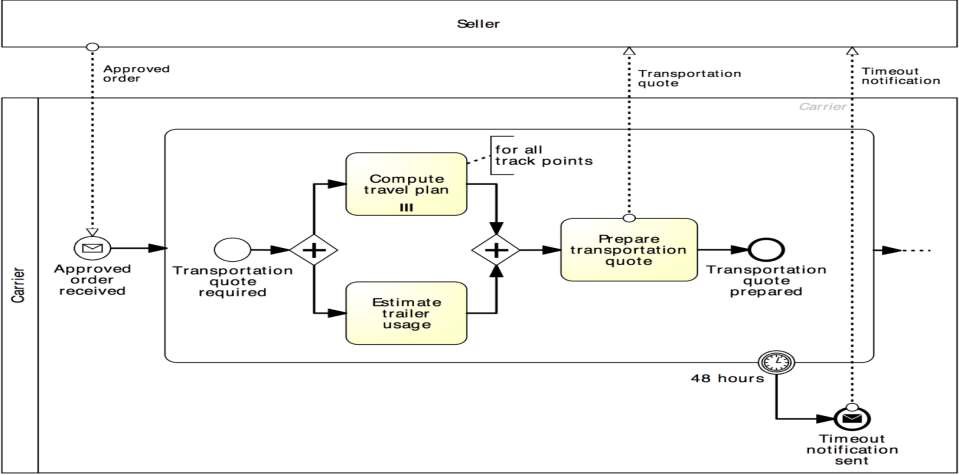 Seller
Approved
order
Transportation
quote
Timeout
notification
Carrier
Carrier
for all
track points
Compute
travel plan
Approved
order
received
Transportation
quote
required
Prepare
transportation
quote
Transportation
quote
prepared
Estimate
trailer
usage
48 hours
Timeout
notification
sent